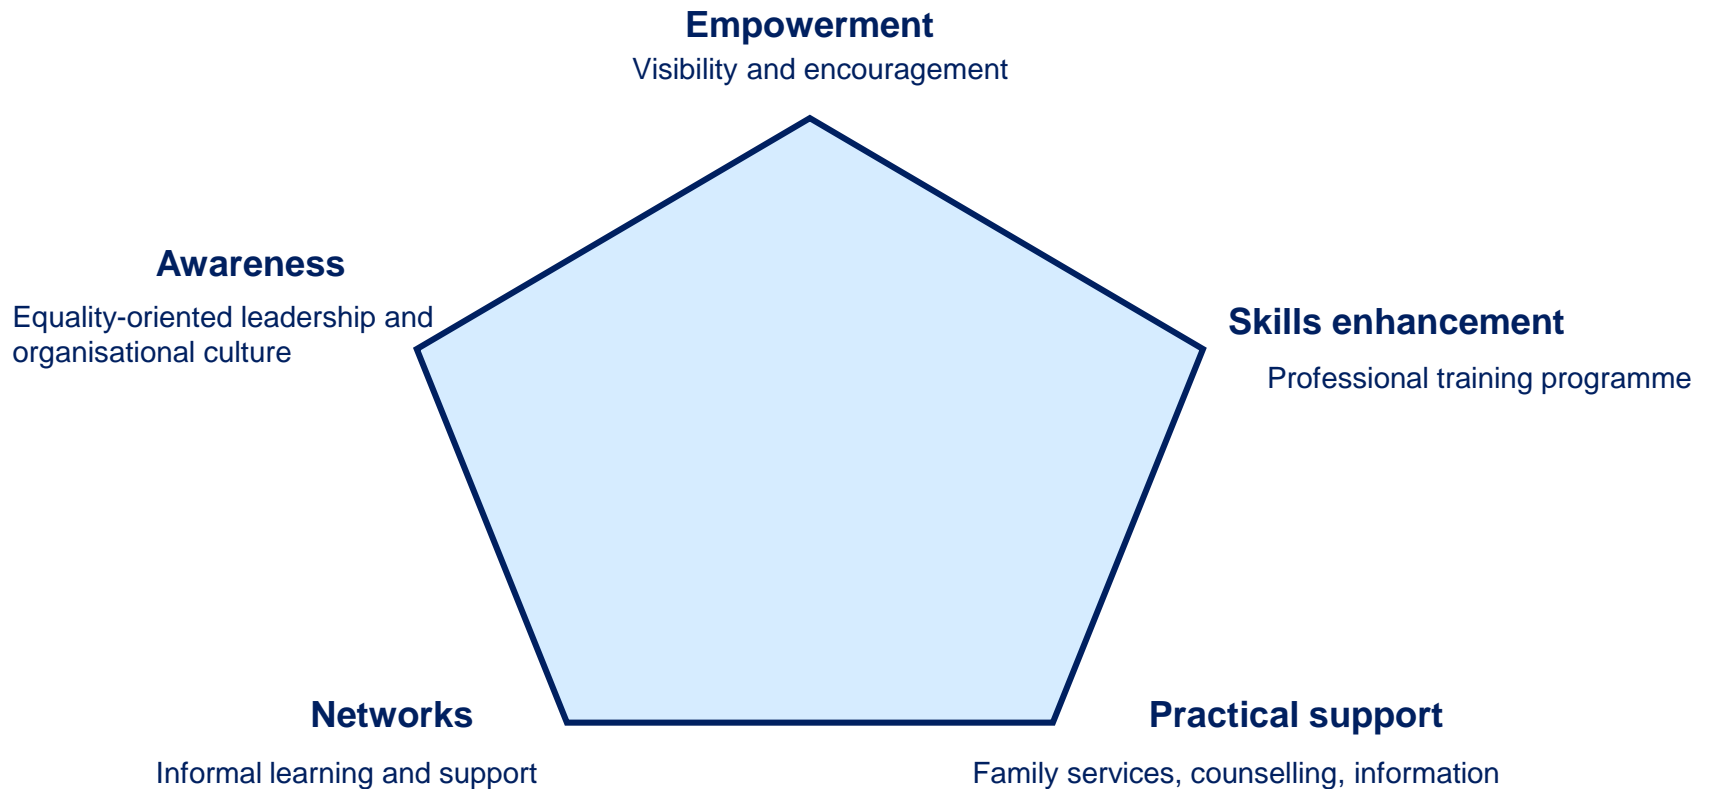 Empowerment
Visibility and encouragement
Awareness
Equality-oriented leadership and
organisational culture
Skills enhancement
Professional training programme
Networks
Informal learning and support
Practical support
Family services, counselling, information